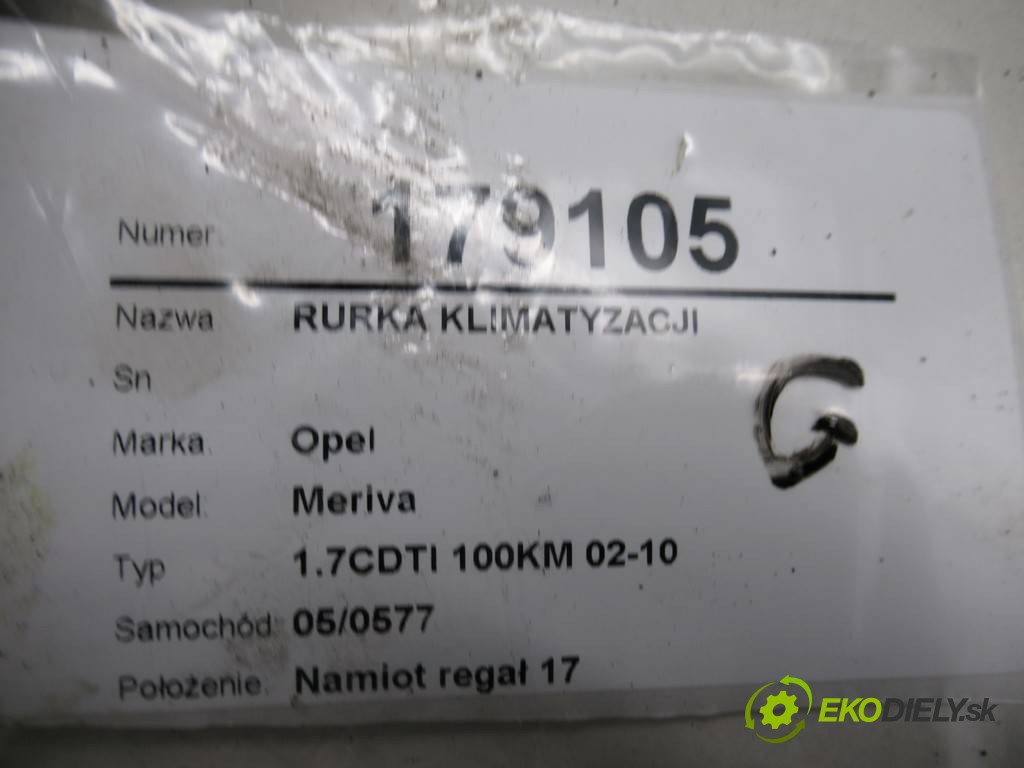 Numer: 179105
Nazwa RURKA KLIMATYZACJI
Sn
Marka: Opel
Model: Meriva
Typ 1.7CDTI 100KM 02-10
Samochód: 05/0577
Położenie: Namiot regał 17
G
EKODIELY.sk